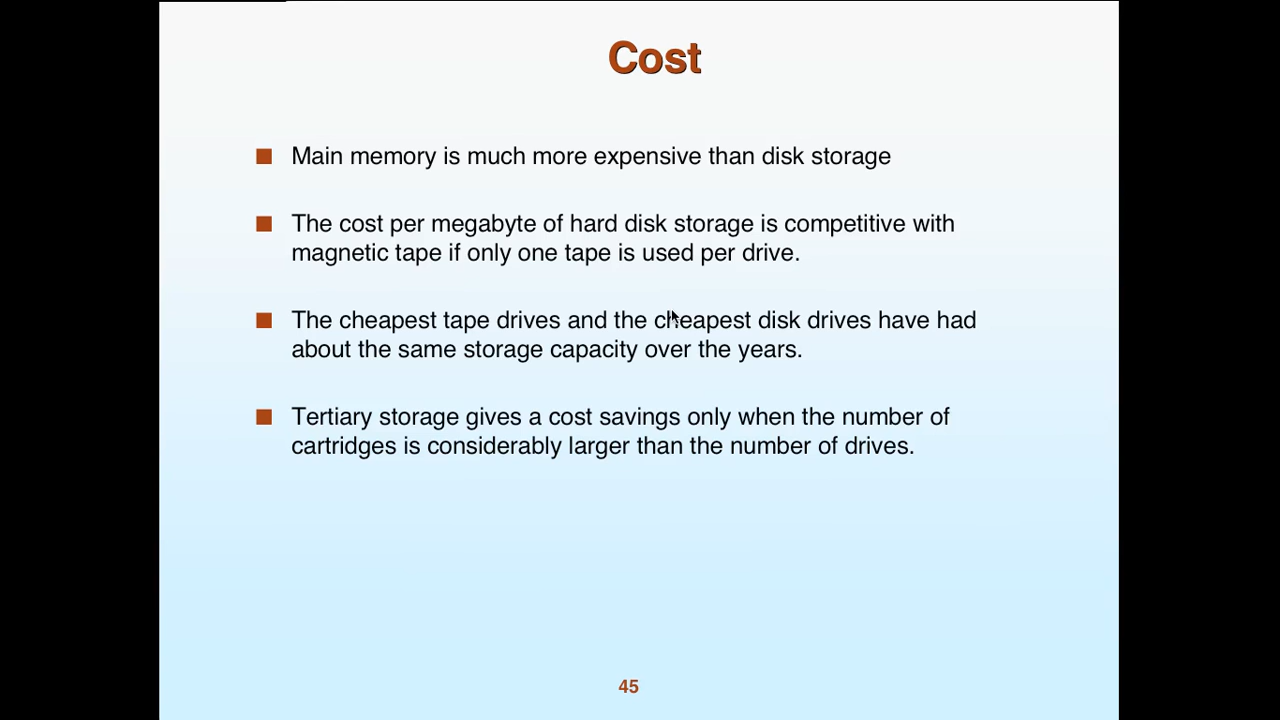 Cost
Main memory is much more expensive than disk storage
The cost per megabyte of hard disk storage is competitive with
magnetic tape if only one tape is used per drive.
The cheapest tape drives and the cheapest disk drives have had
about the same storage capacity over the years.
Tertiary storage gives a cost savings only when the number of
cartridges is considerably larger than the number of drives.
45